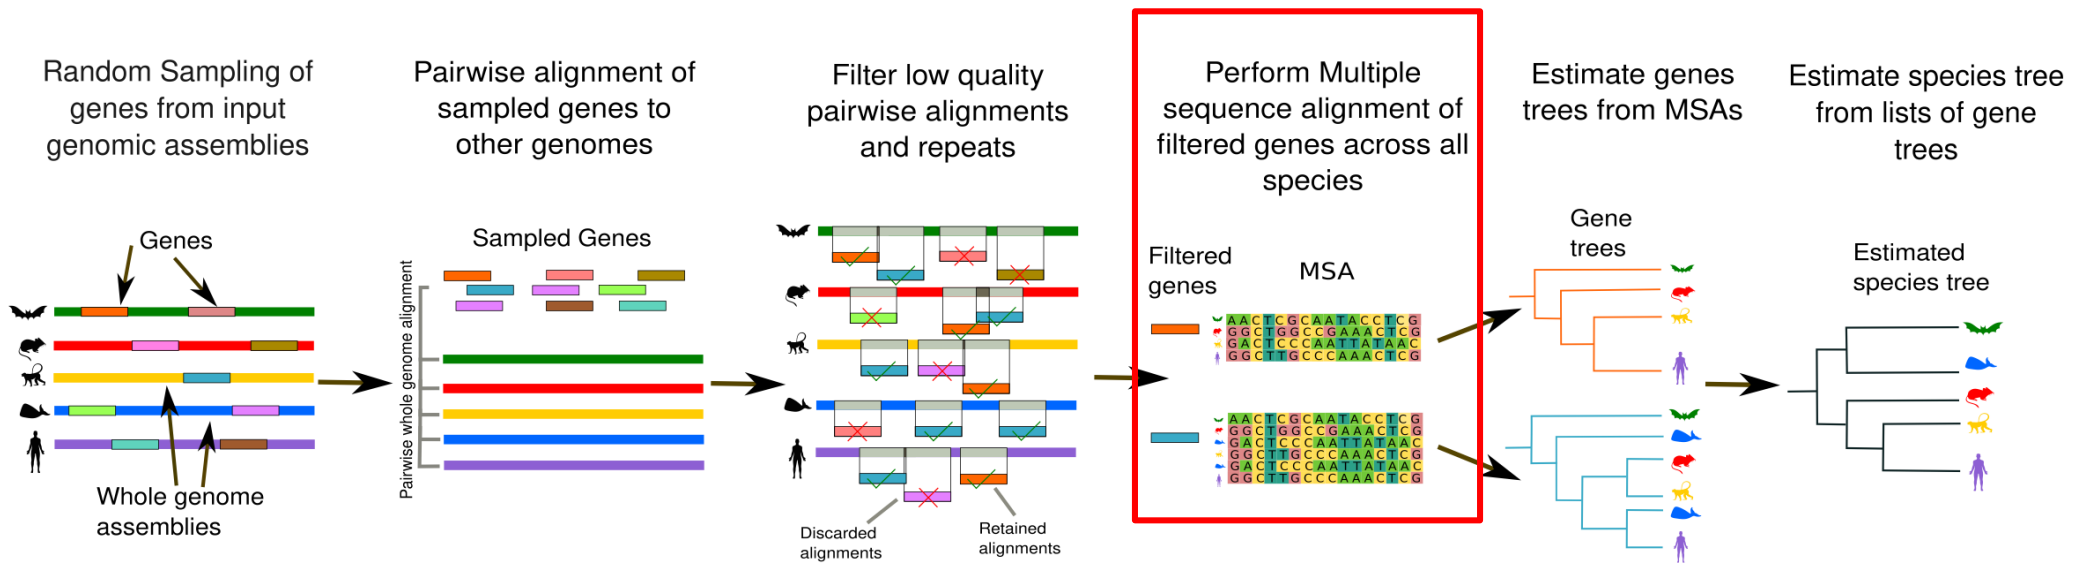 Random Sampling of
genes from input
genomic assemblies
Pairwise alignment of
sampled genes to
other genomes
Filter low quality
pairwise alignments
and repeats
Perform Multiple
sequence alignment of
filtered genes across all
species
Estimate genes
trees from MSAs
Estimate species tree
from lists of gene
trees
Genes
Whole genome
assemblies
Sampled Genes
Pairwise whole genome alignment
Discarded
alignments
Retained
alignments
Filtered
genes
MSA
AACTCGCAATACCTCG
GGCTGGCCGAAACTCG
GACTCCCAATTATAAC
GGCTTGCCCAAACTCG
AACTCGCAATACCTCG
GGCTGGCCGAAACTCG
GACTCCCAATTATAAC
GGCTTGCCCAAACTCG
GACTCCCAATTATAAC
GGCTTGCCCAAACTCG
Gene
trees
Estimated
species tree